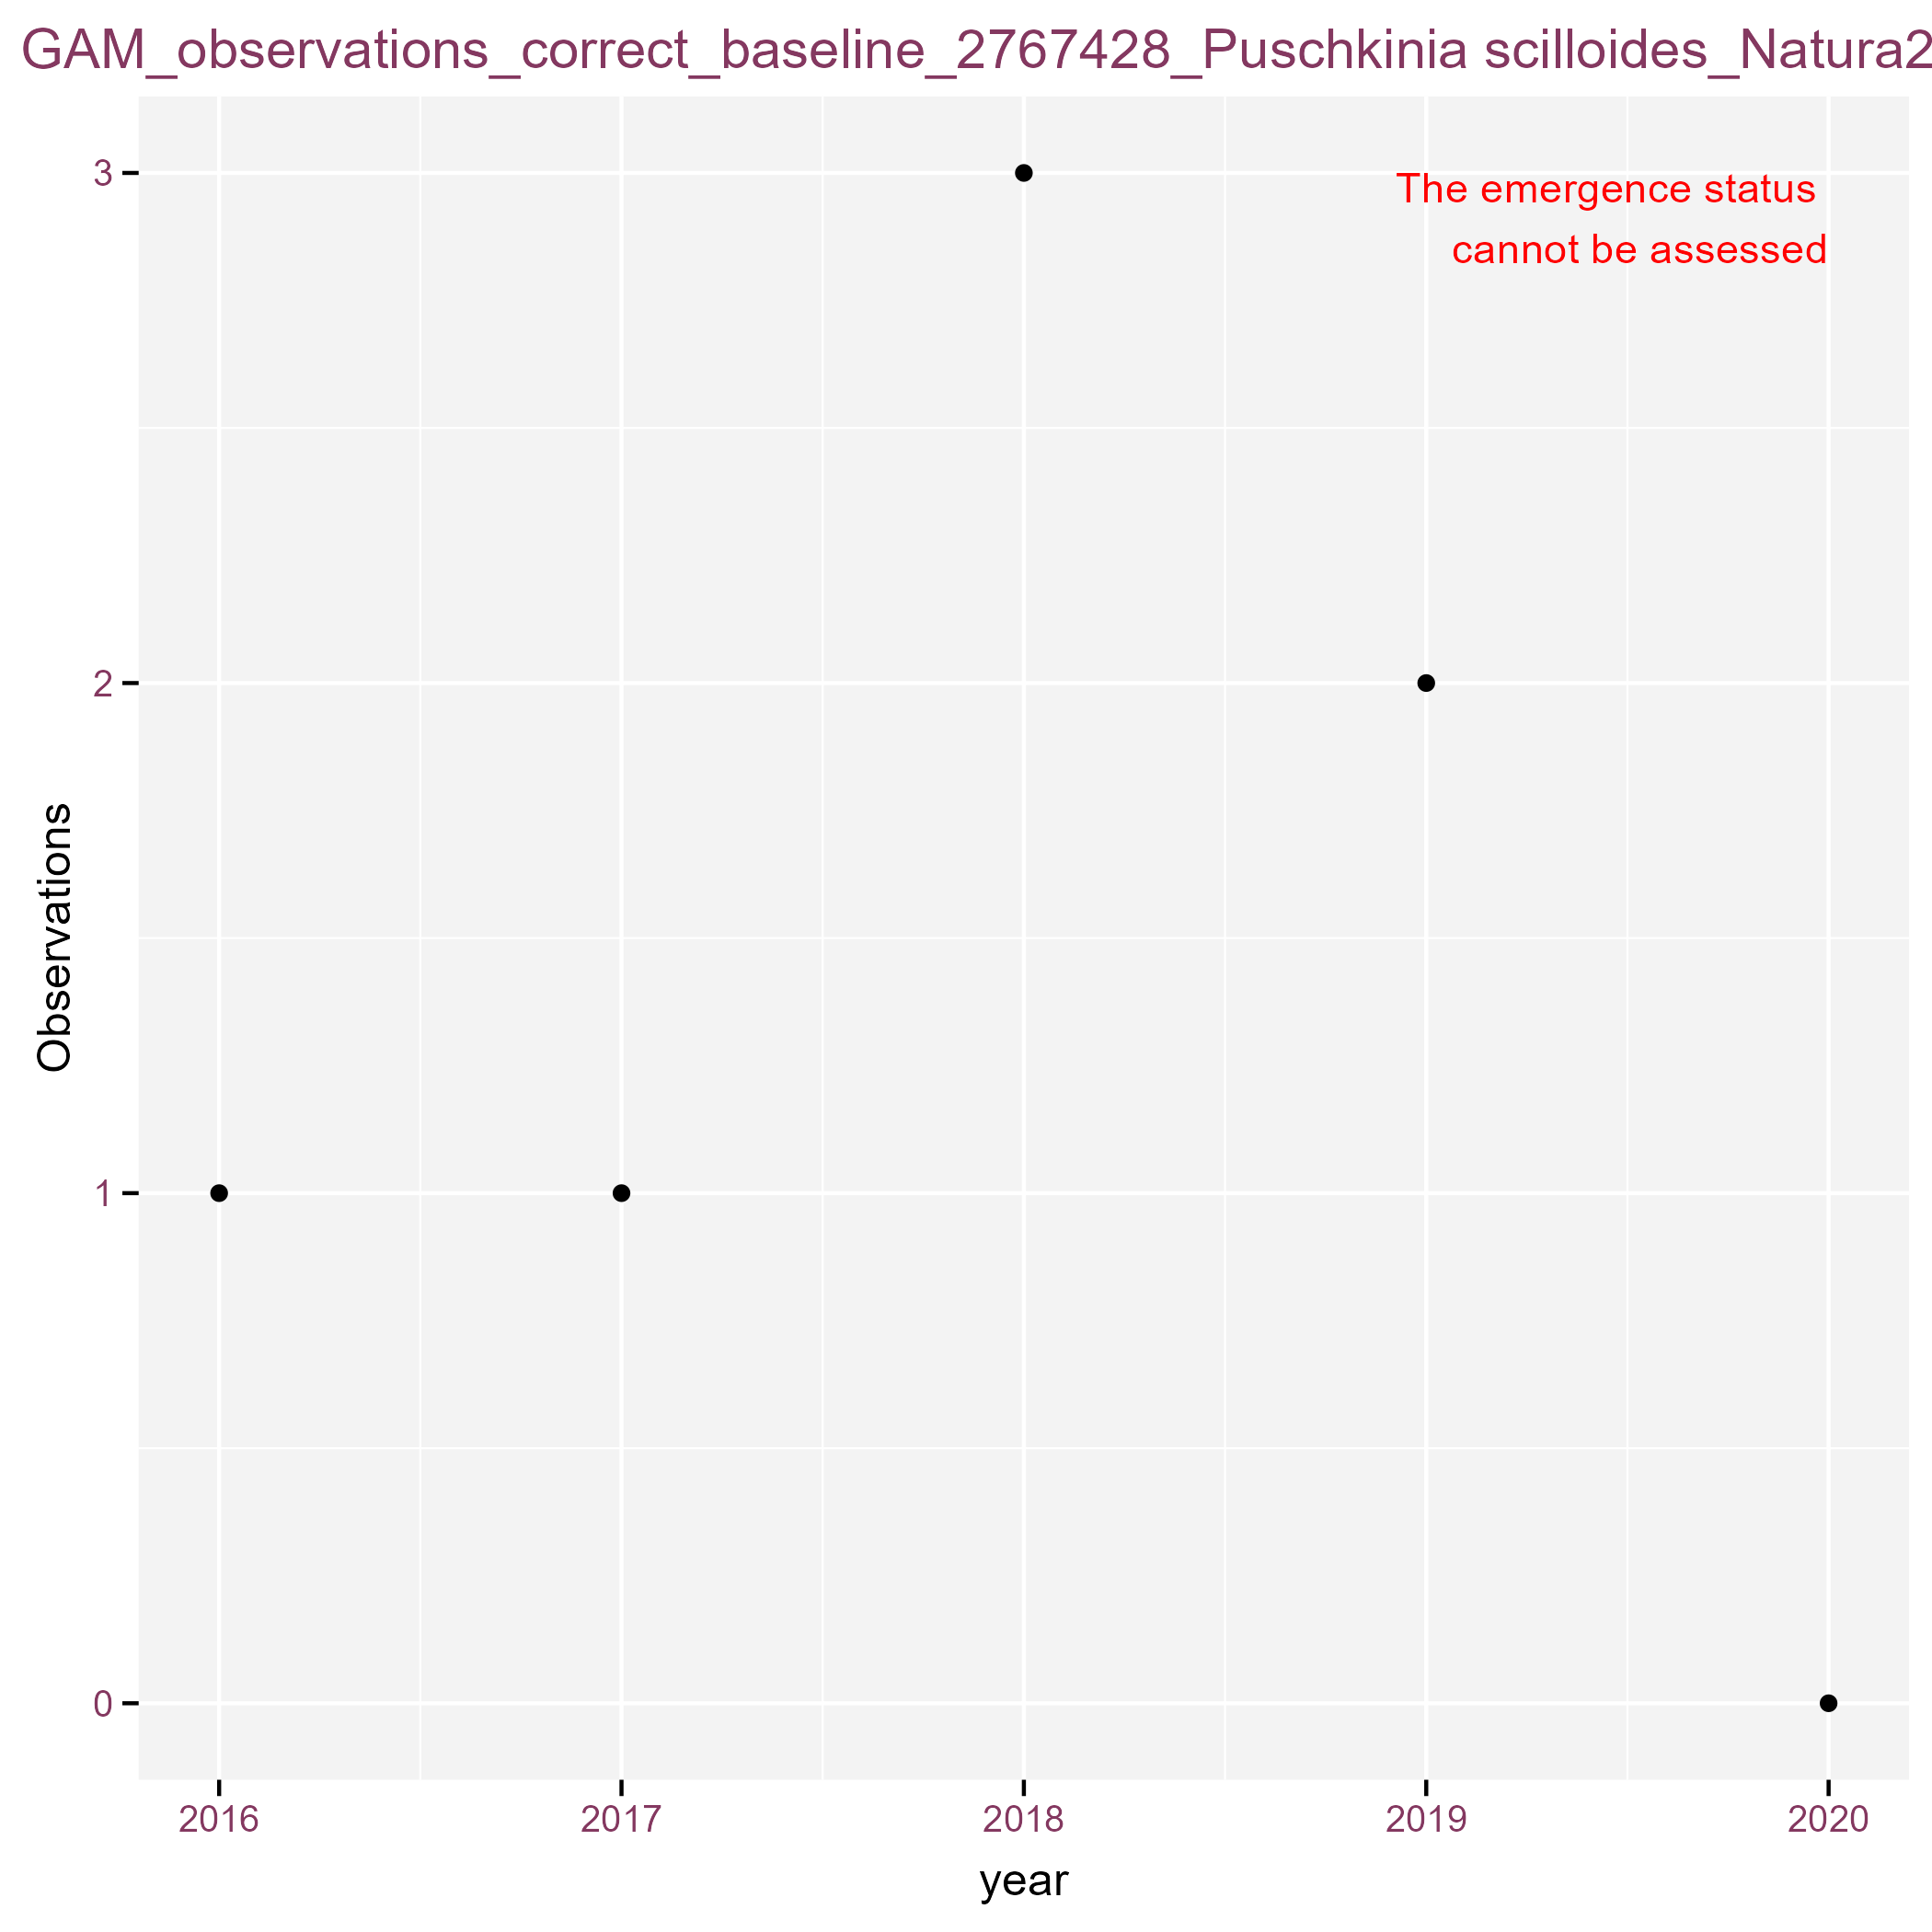 GAM_observations_correct_baseline_2767428_Puschkinia scilloides_Natura2
3
The emergence status
cannot be assessed
2
Observations
1
0
2016 2017 2018 2019 2020
year